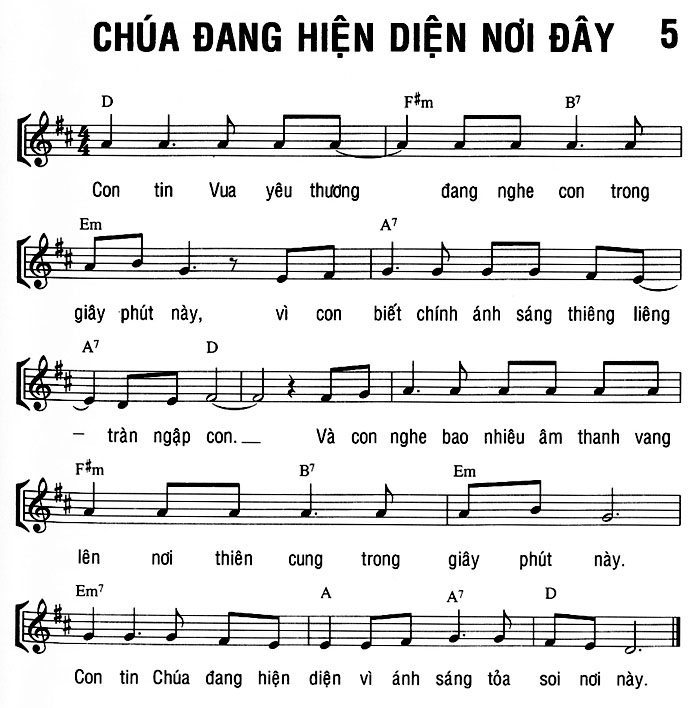 CHÚA ĐANG HIỆN DIỆN NƠI ĐÂY 5
D F#m B7
4/4
Con tin Vua yêu thương đang nghe con trong
Em A7
giây phút này, vì con biết chính ánh sáng thiêng liêng
A7 D
– tràn ngập con.__ Và con nghe bao nhiêu âm thanh vang
F#m B7 Em
lên nơi thiên cung trong giây phút này.
Em7 A A7 D
Con tin Chúa đang hiện diện vì ánh sáng tỏa soi nơi này.